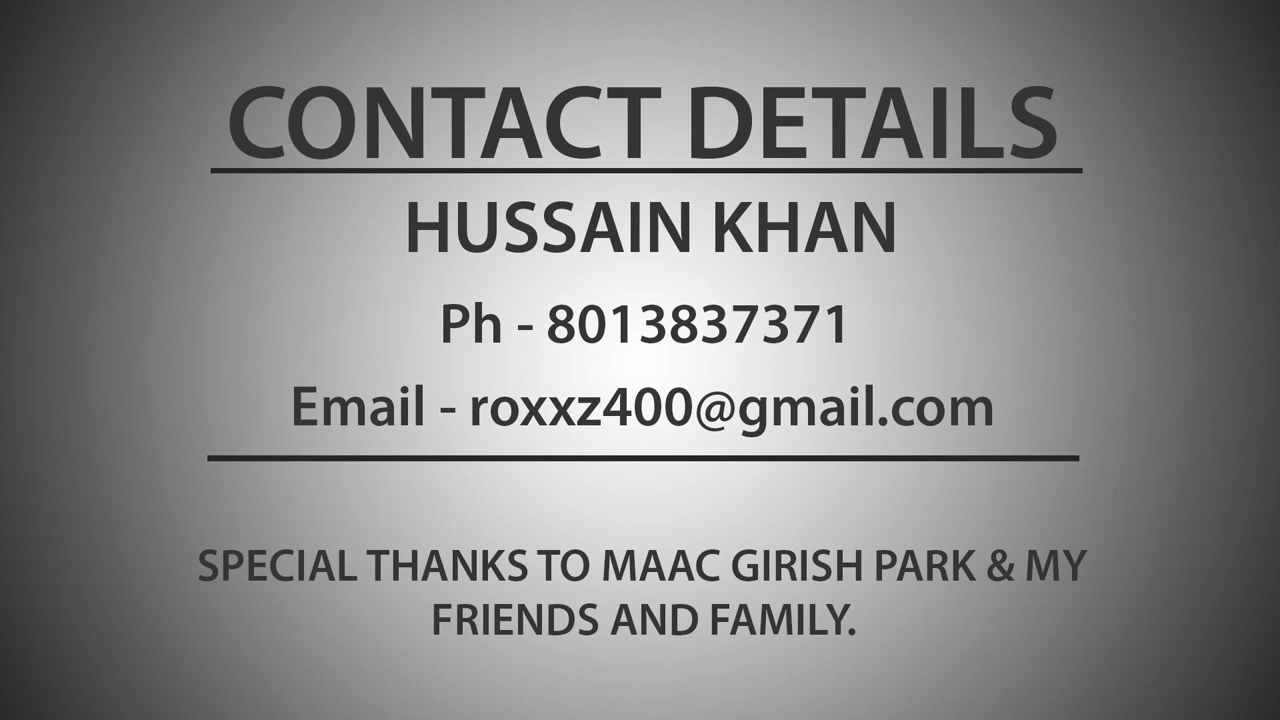 CONTACT DETAILS
HUSSAIN KHAN
Ph - 8013837371
Email - roxxz400@gmail.com
SPECIAL THANKS TO MAAC GIRISH PARK & MY
FRIENDS AND FAMILY.